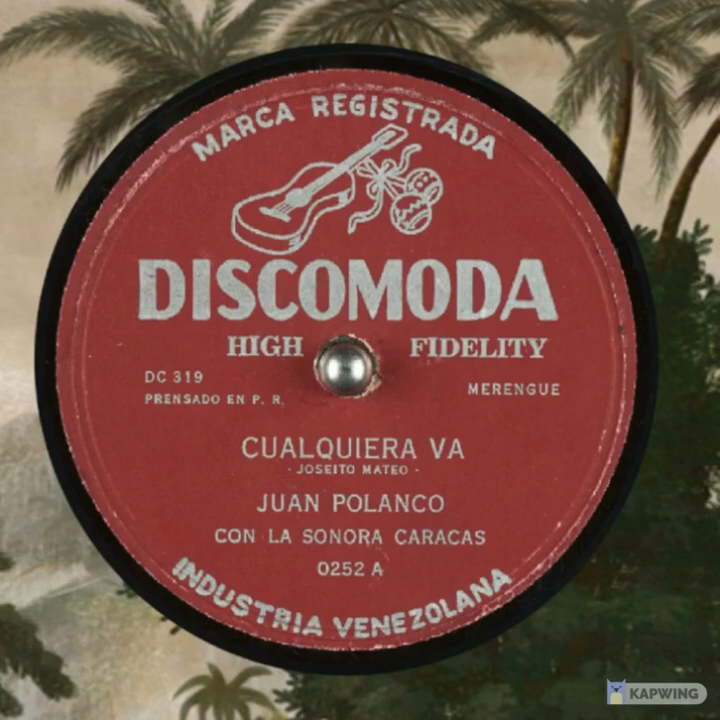 MARCA REGISTRADA
DISCOMODA
HIGH FIDELITY
DC 319
PRENSADO EN P. R.
MERENGUE
CUALQUIERA VA
- JOSEITO MATEO -
JUAN POLANCO
CON LA SONORA CARACAS
0252 A
INDUSTRIA VENEZOLANA
KAPWING